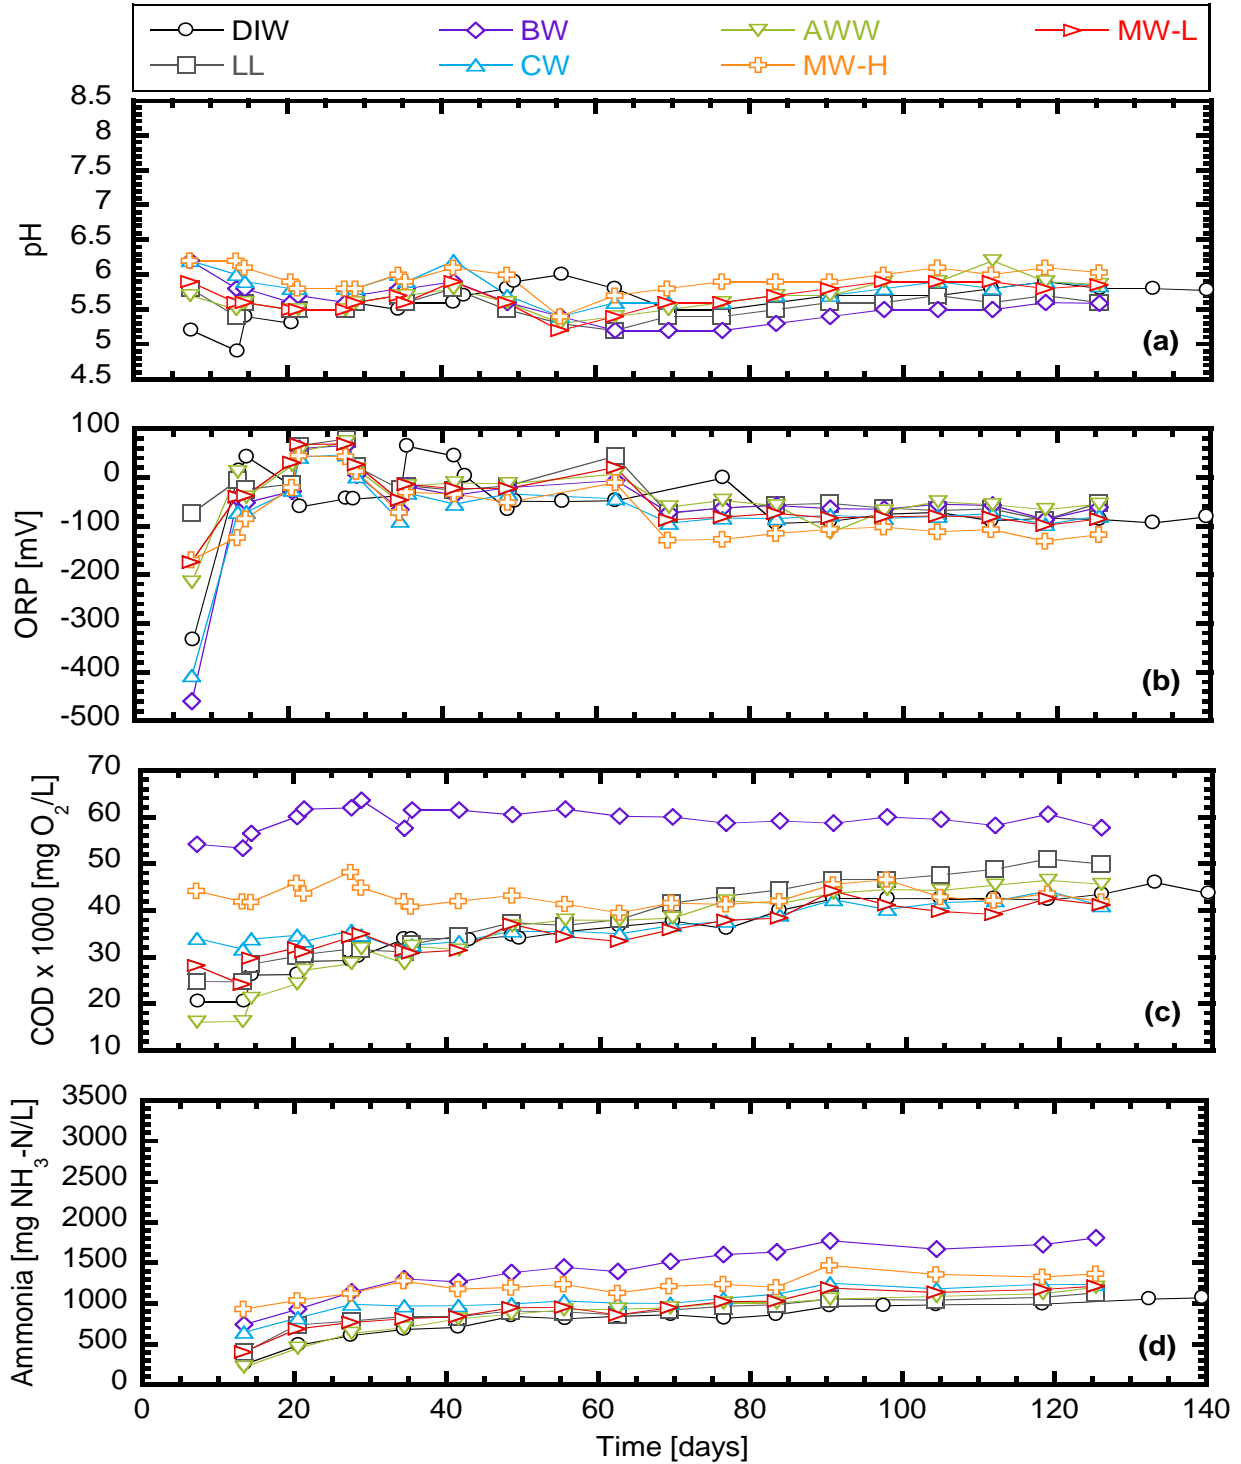 DIW BW AWW MW-L
LL CW MW-H
8.5
8
7.5
7
6.5
6
5.5
5
4.5
pH
(a)
100
0
-100
-200
-300
-400
-500
ORP [mV]
(b)
70
60
50
40
30
20
10
COD x 1000 [mg O2/L]
(c)
3500
3000
2500
2000
1500
1000
500
0
Ammonia [mg NH3-N/L]
(d)
0 20 40 60 80 100 120 140
Time [days]